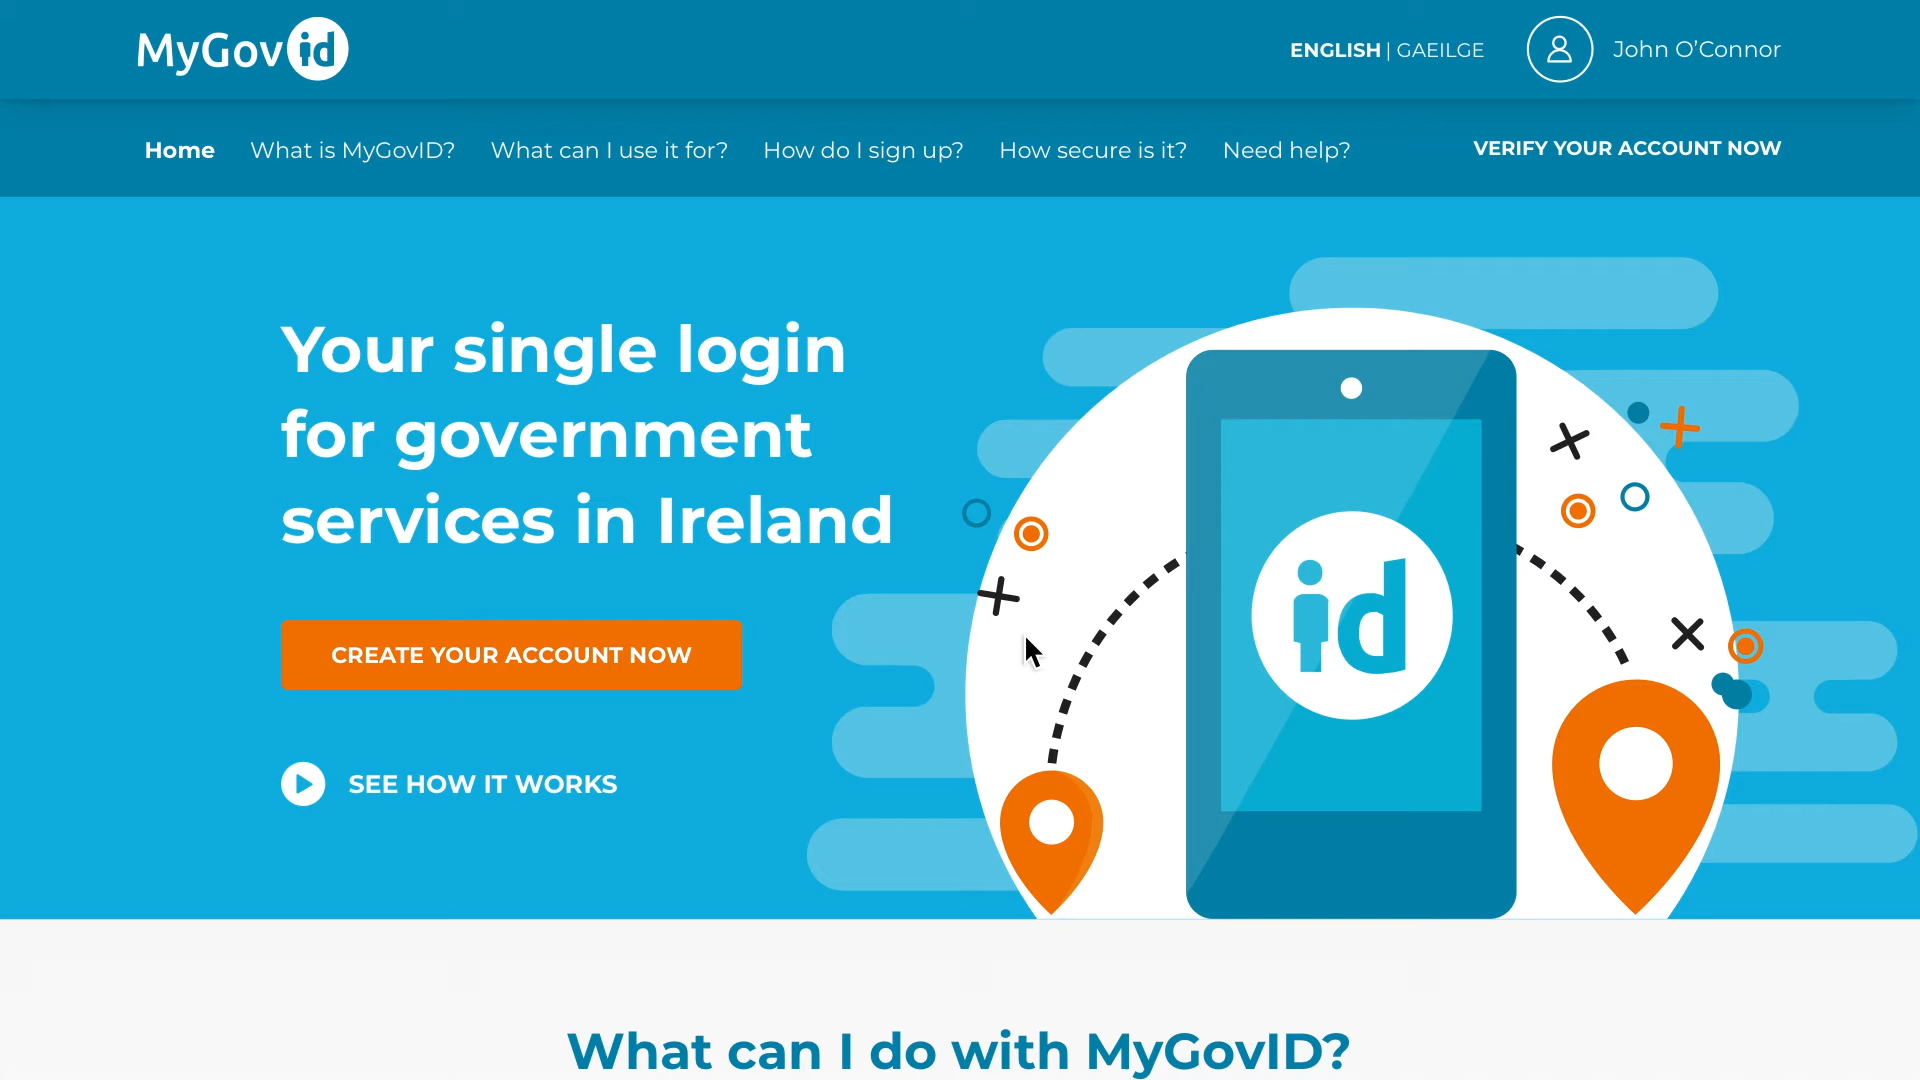 MyGovid
ENGLISH | GAEILGE
John O’Connor
Home
What is MyGovID?
What can I use it for?
How do I sign up?
How secure is it?
Need help?
VERIFY YOUR ACCOUNT NOW
Your single login
for government
services in Ireland
CREATE YOUR ACCOUNT NOW
SEE HOW IT WORKS
id
What can I do with MyGovID?